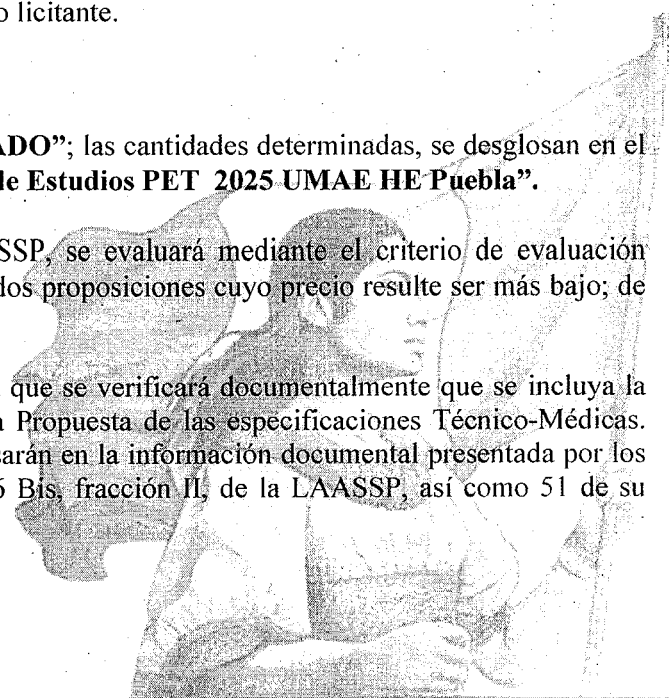 o licitante.
ADO”; las cantidades determinadas, se desglosan en el
de Estudios PET 2025 UMAE HE Puebla”.
SSP, se evaluará mediante el criterio de evaluación
dos proposiciones cuyo precio resulte ser más bajo; de
que se verificará documentalmente que se incluya la
a Propuesta de las especificaciones Técnico-Médicas.
sarán en la información documental presentada por los
6 Bis, fracción II, de la LAASSP, así como 51 de su